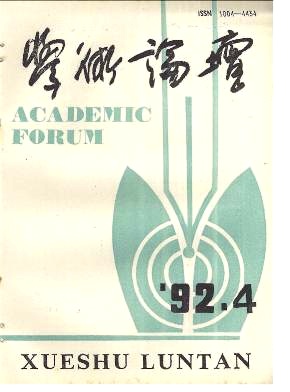 ISSN 1004—4434
學術論壇
ACADEMIC
FORUM
'92.4
XUESHU LUNTAN